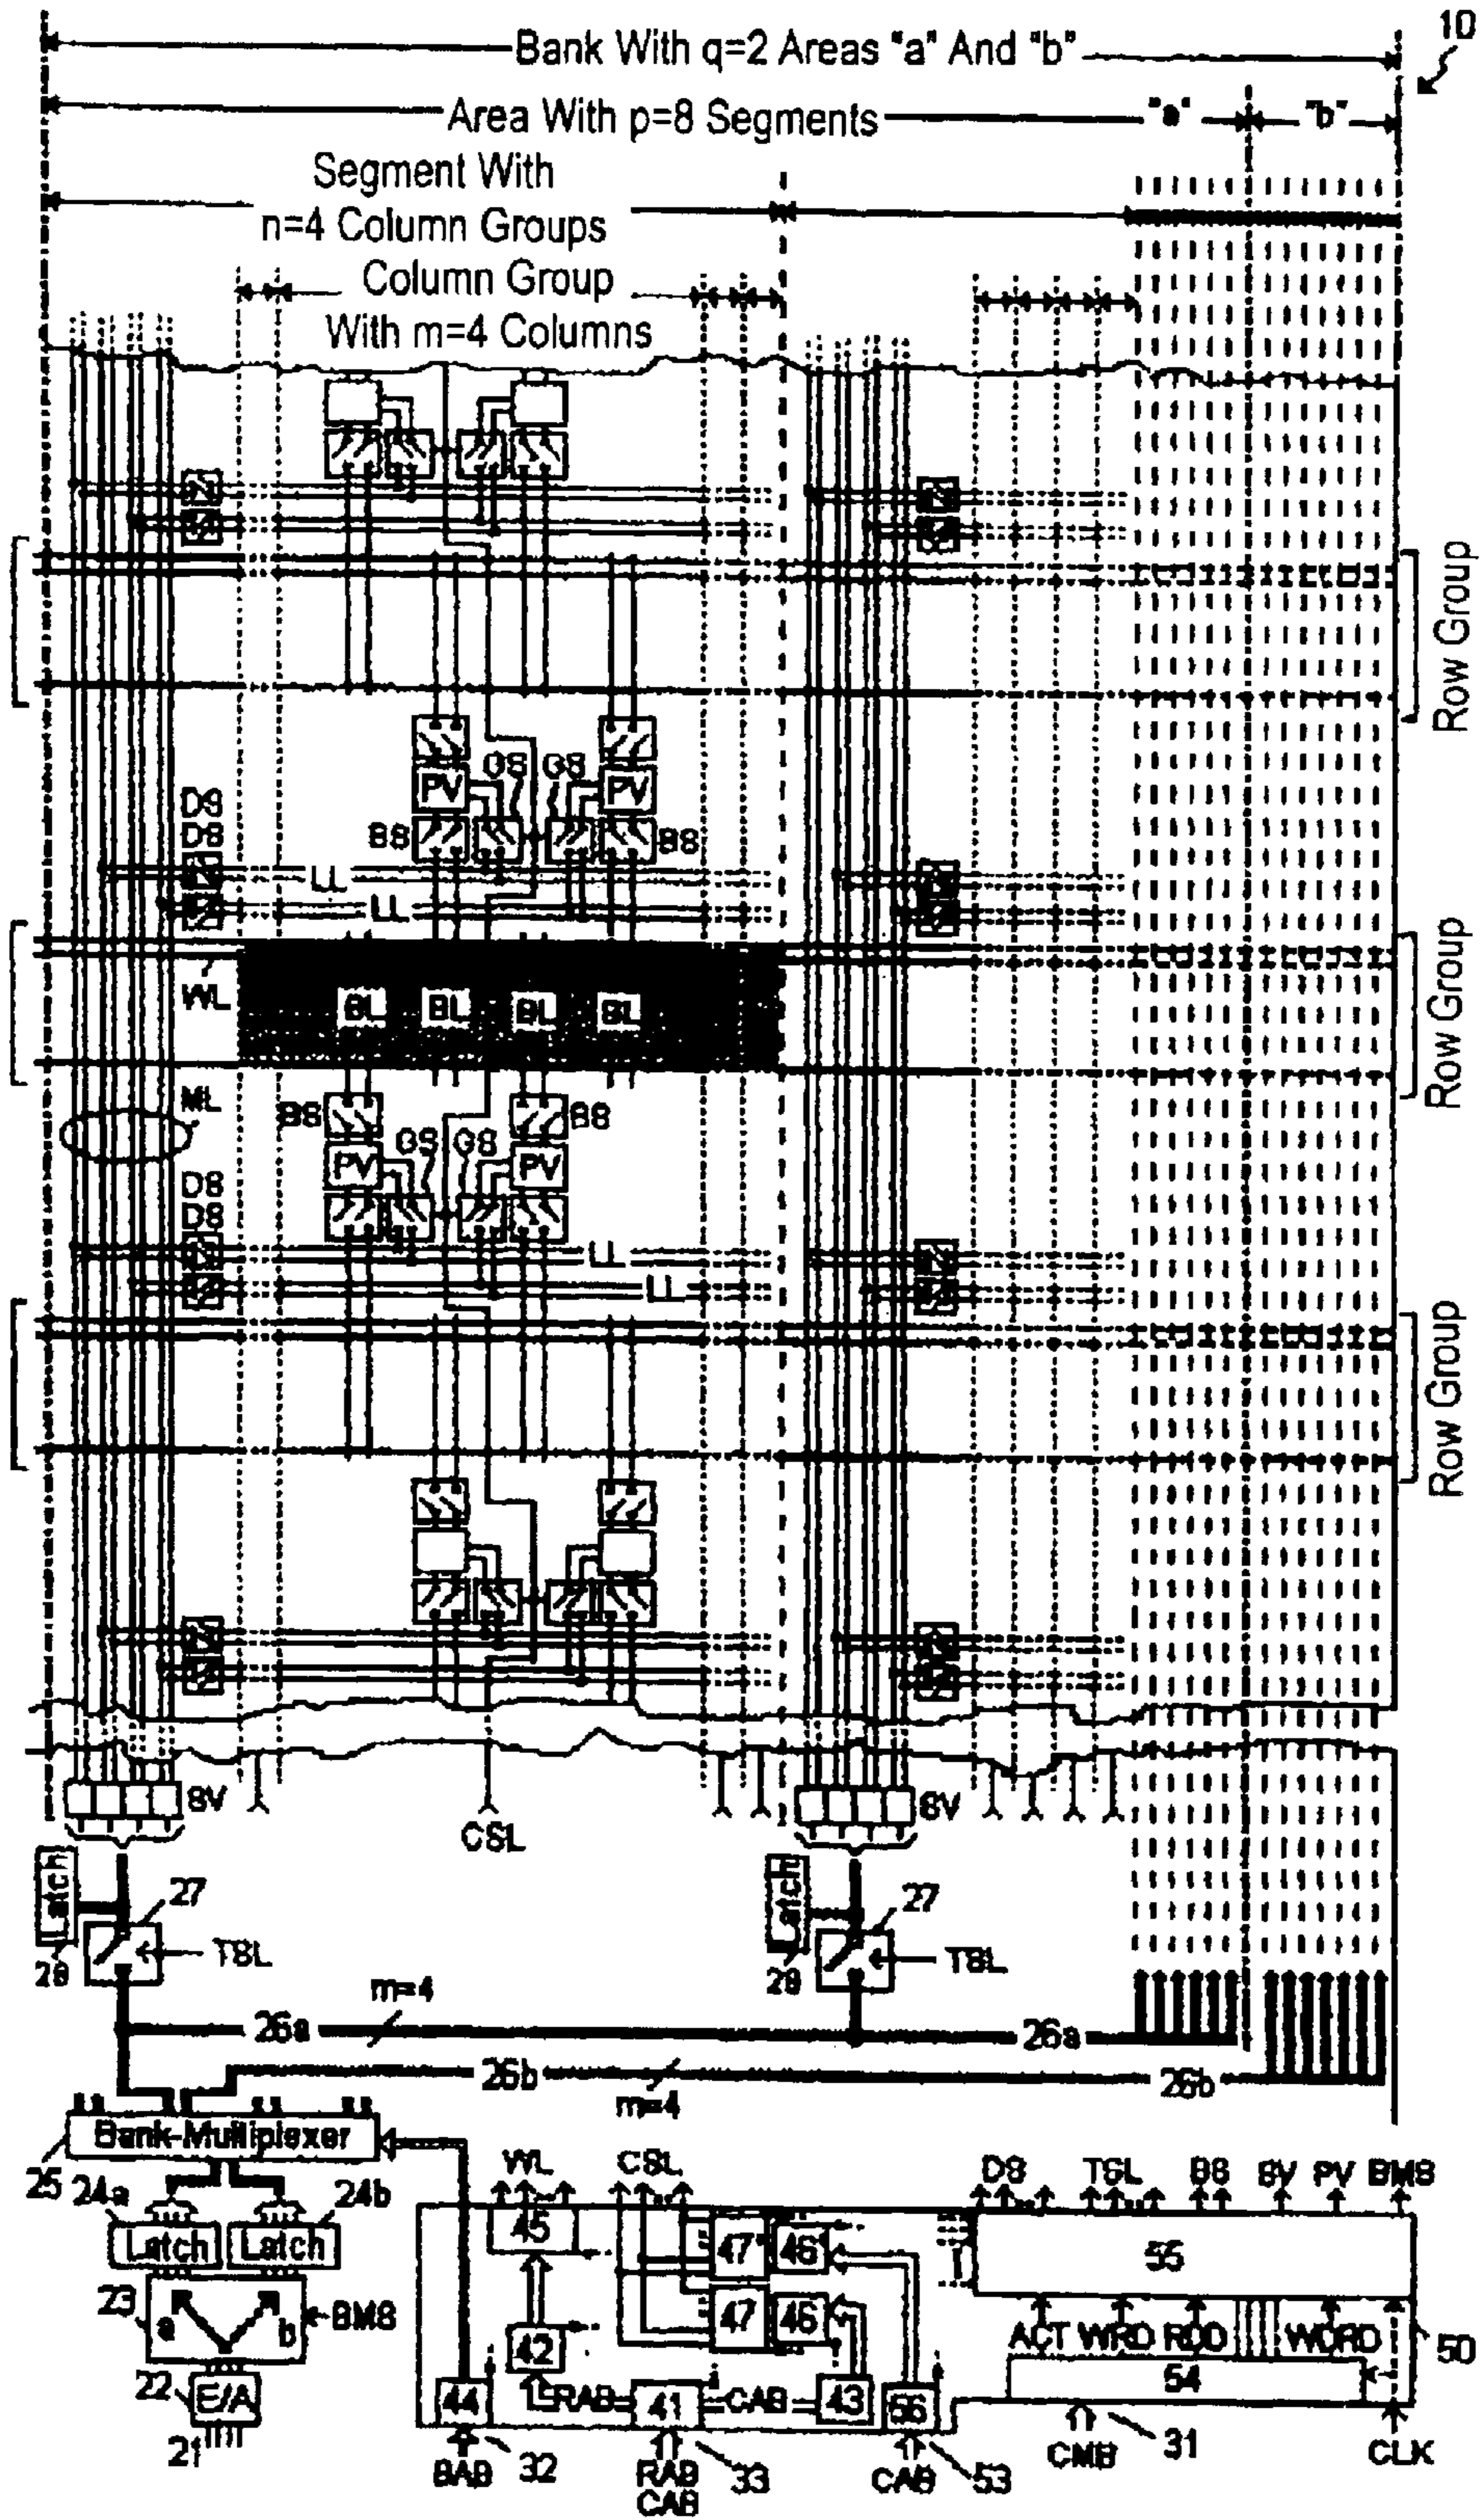 10
Bank With q=2 Areas "a" And "b"
Area With p=8 Segments
"a"
"b"
Segment With
n=4 Column Groups
Column Group
With m=4 Columns
Row Group
PV
GS
GS
PV
DS
DS
BS
BS
LL
LL
Row Group
WL
BL
BL
BL
BL
ML
BS
BS
GS
GS
PV
PV
DS
DS
LL
LL
Row Group
SV
CSL
SV
Latch
27
TSL
28
Latch
27
TSL
28
m=4
26a
26a
26b
26b
m=4
Bank-Multiplexer
25
24a
24b
Latch
Latch
23
a
b
BMS
22
E/A
21
WL
CSL
DS
TSL
BS
SV
PV
BMS
45
47'
46'
55
47
46
42
ACT
WRD
RDD
WDRD
50
54
44
RAB
41
CAB
43
56
BAB
32
RAB
CAB
33
CAB
53
CMB
31
CLK